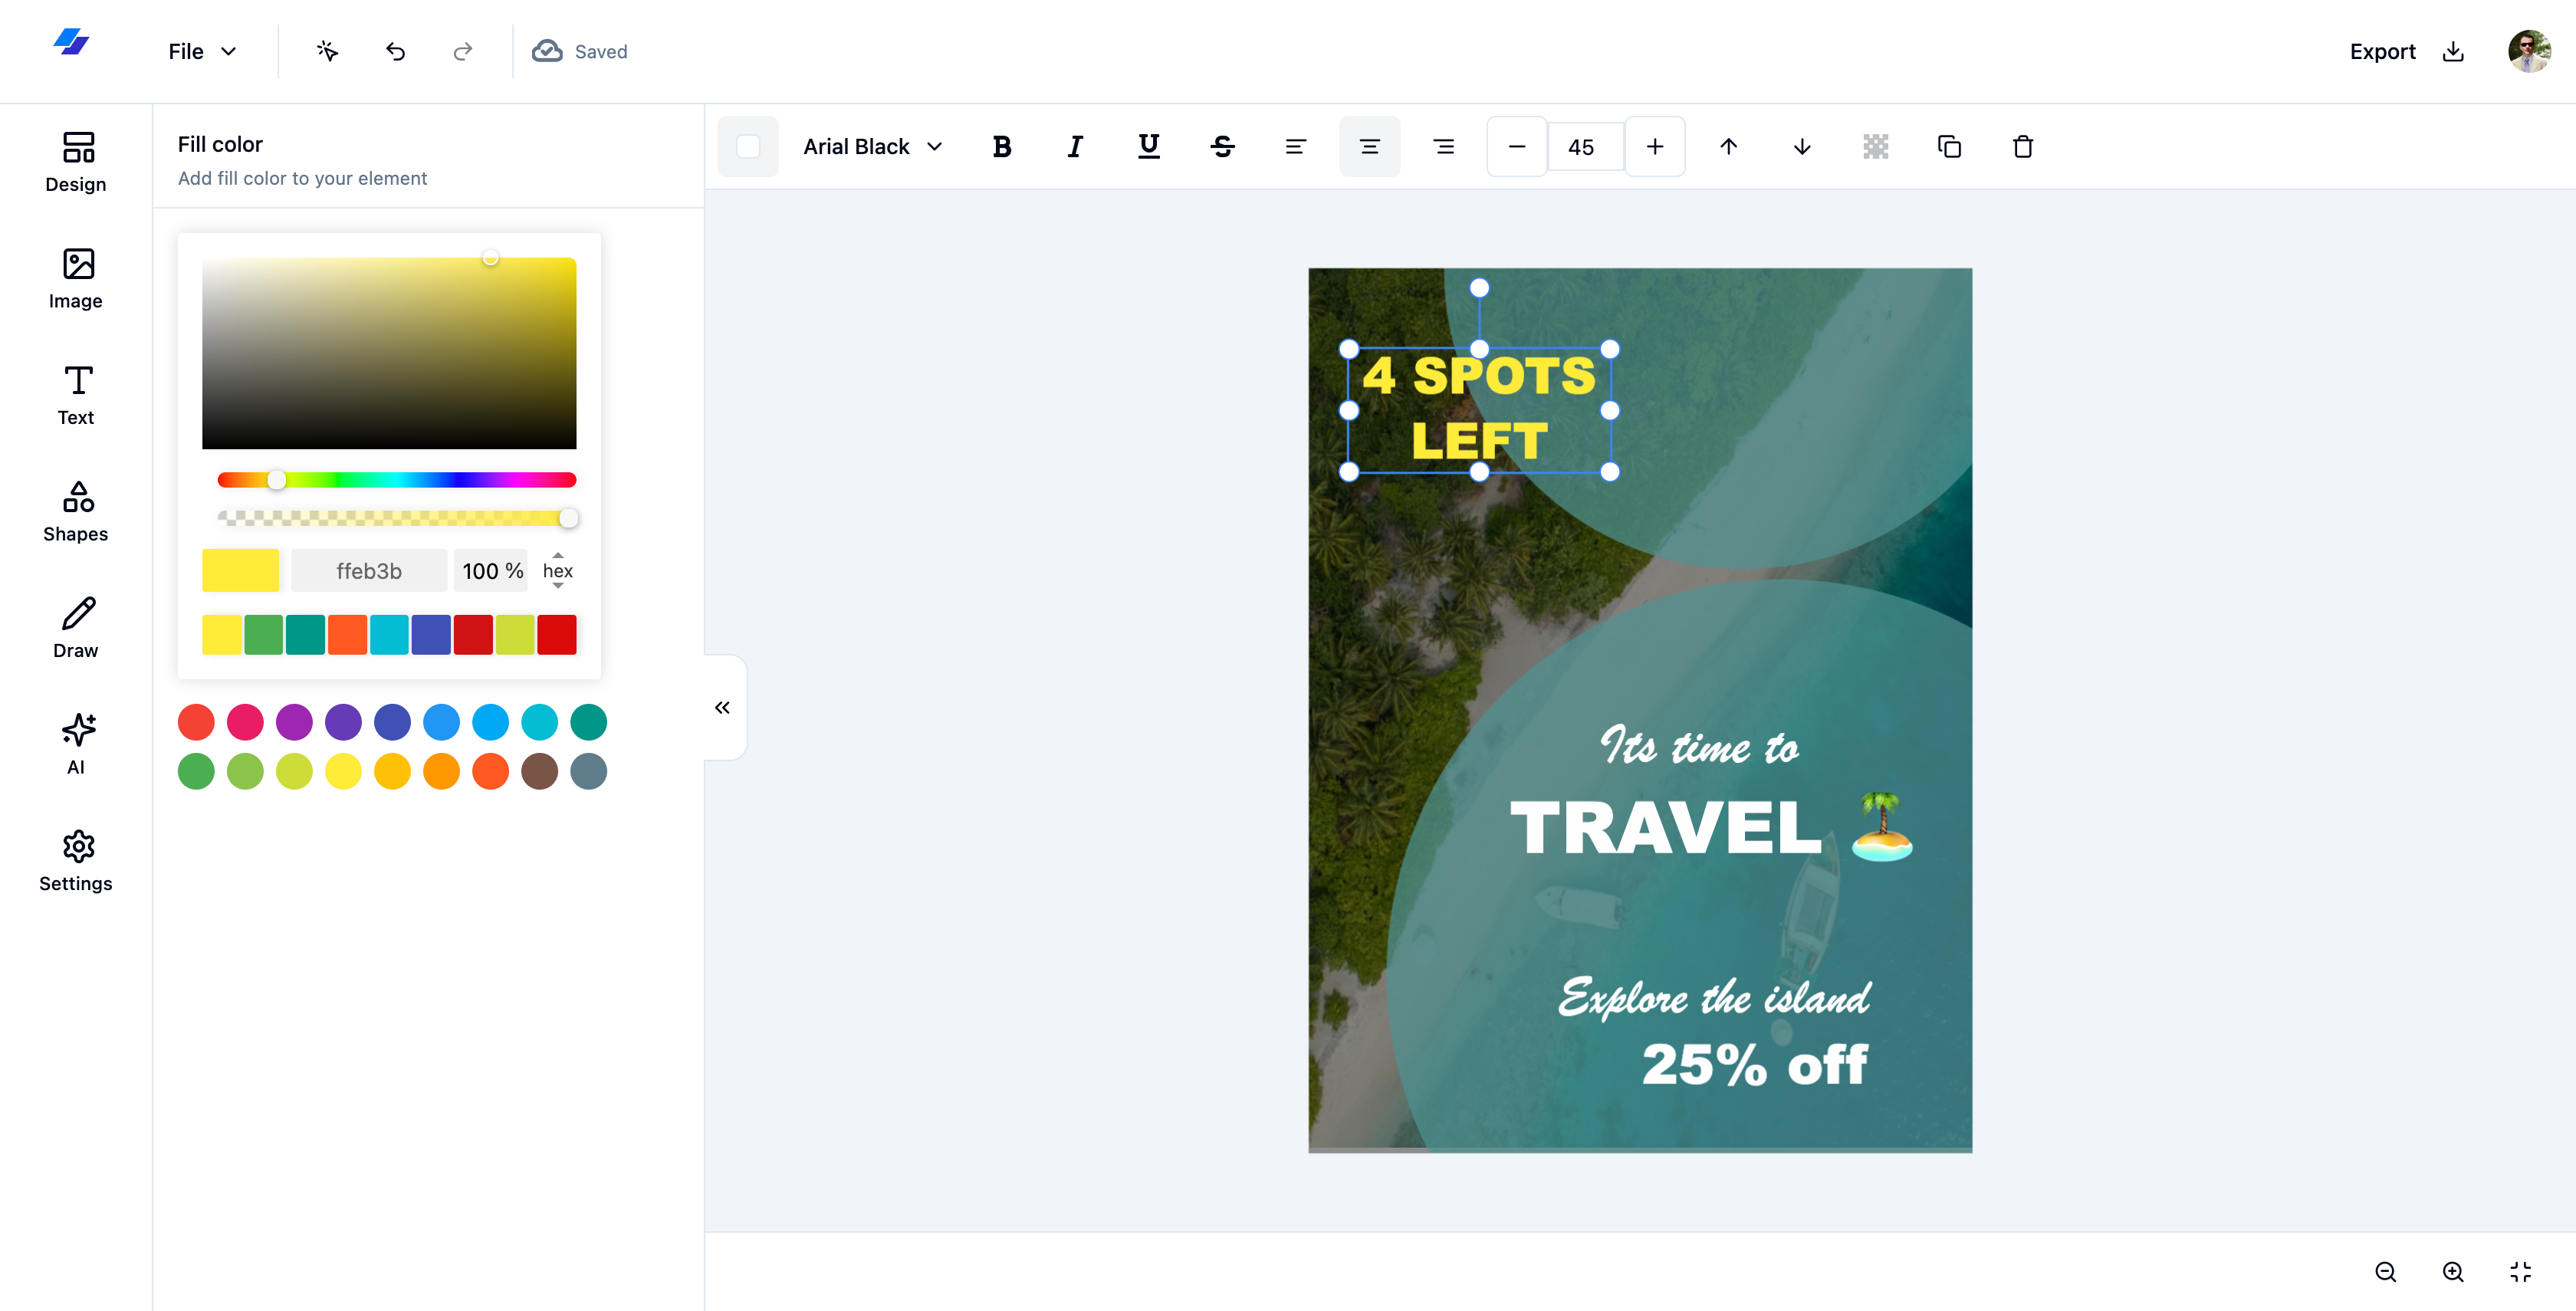 File
Saved
Export
Design
Image
Text
Shapes
Draw
AI
Settings
Fill color
Add fill color to your element
ffeb3b
100 %
hex
Arial Black
B I U S
45
4 SPOTS
LEFT
Its time to
TRAVEL
Explore the island
25% off